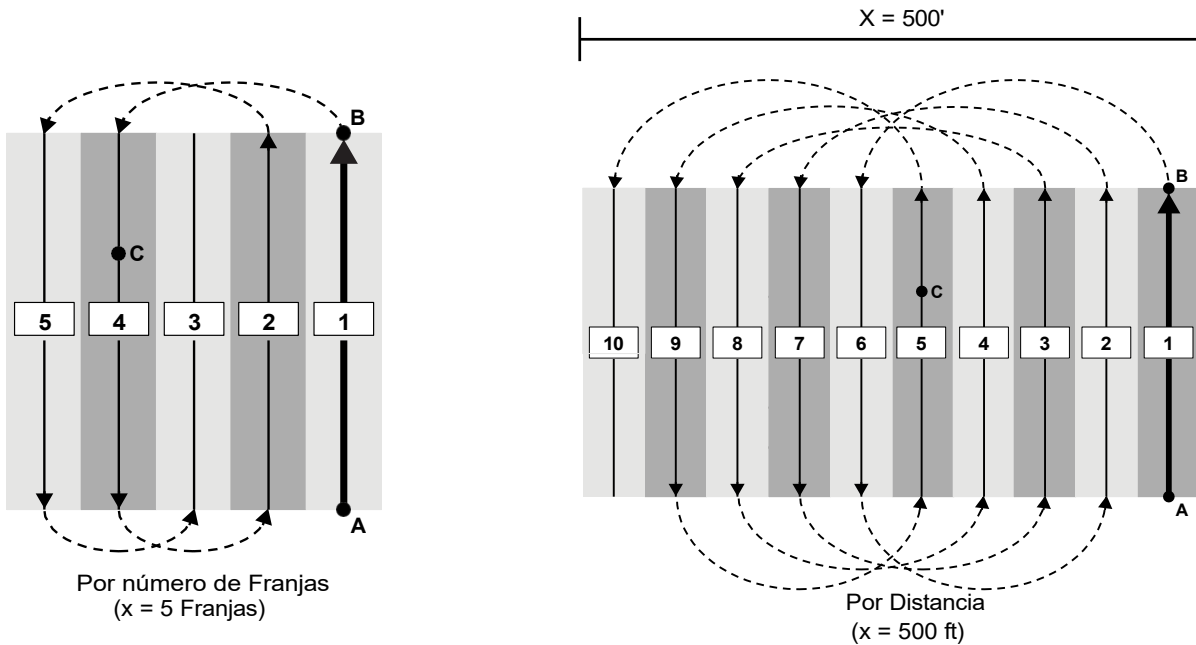 X = 500'
B
C
5 4 3 2 1
A
Por número de Franjas
(x = 5 Franjas)
B
C
10 9 8 7 6 5 4 3 2 1
A
Por Distancia
(x = 500 ft)